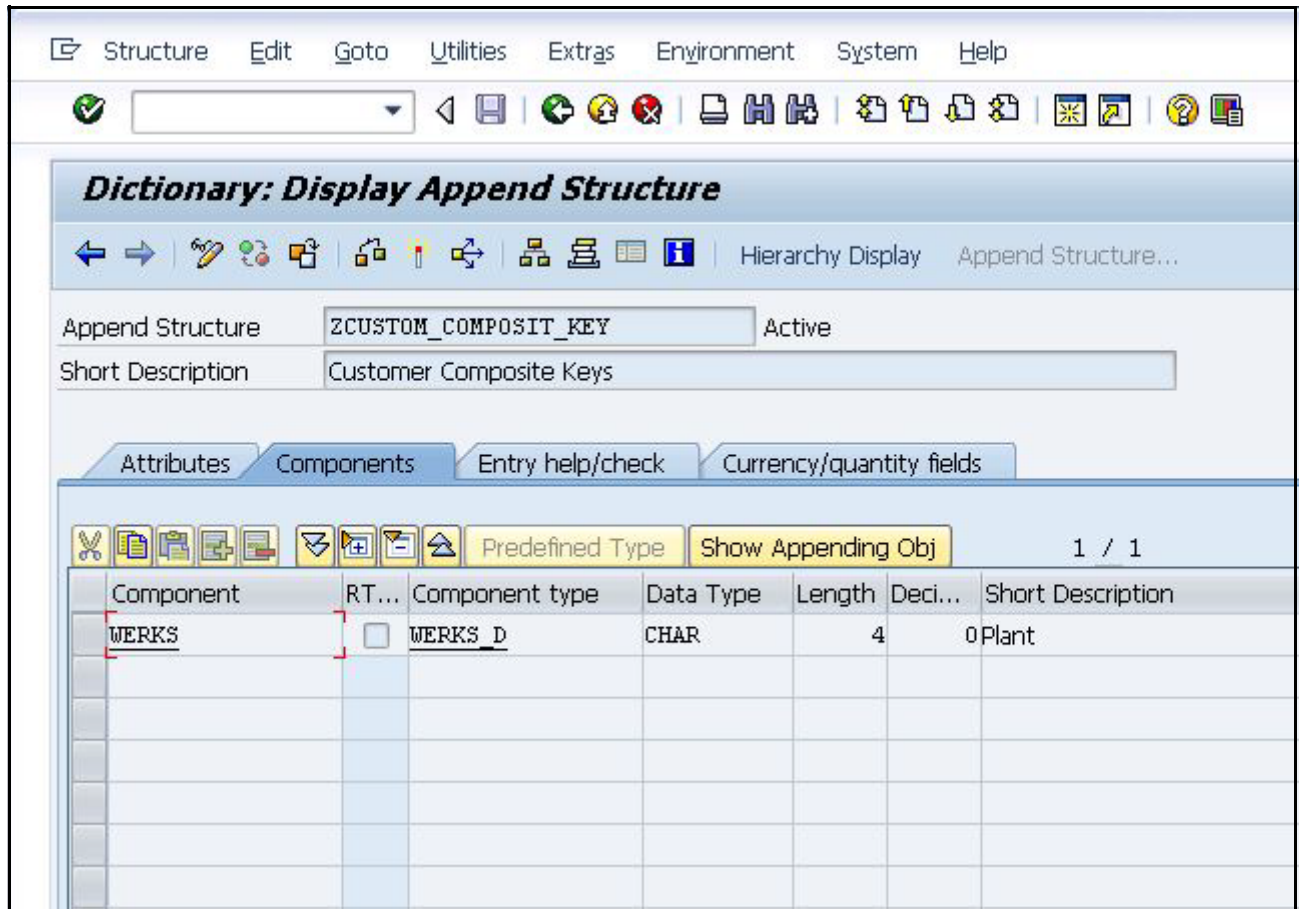 Structure Edit Goto Utilities Extras Environment System Help
Dictionary: Display Append Structure
Hierarchy Display Append Structure...
Append Structure ZCUSTOM_COMPOSIT_KEY Active
Short Description Customer Composite Keys
Attributes Components Entry help/check Currency/quantity fields
Predefined Type Show Appending Obj 1 / 1
Component RT... Component type Data Type Length Deci... Short Description
WERKS WERKS_D CHAR 4 0 Plant